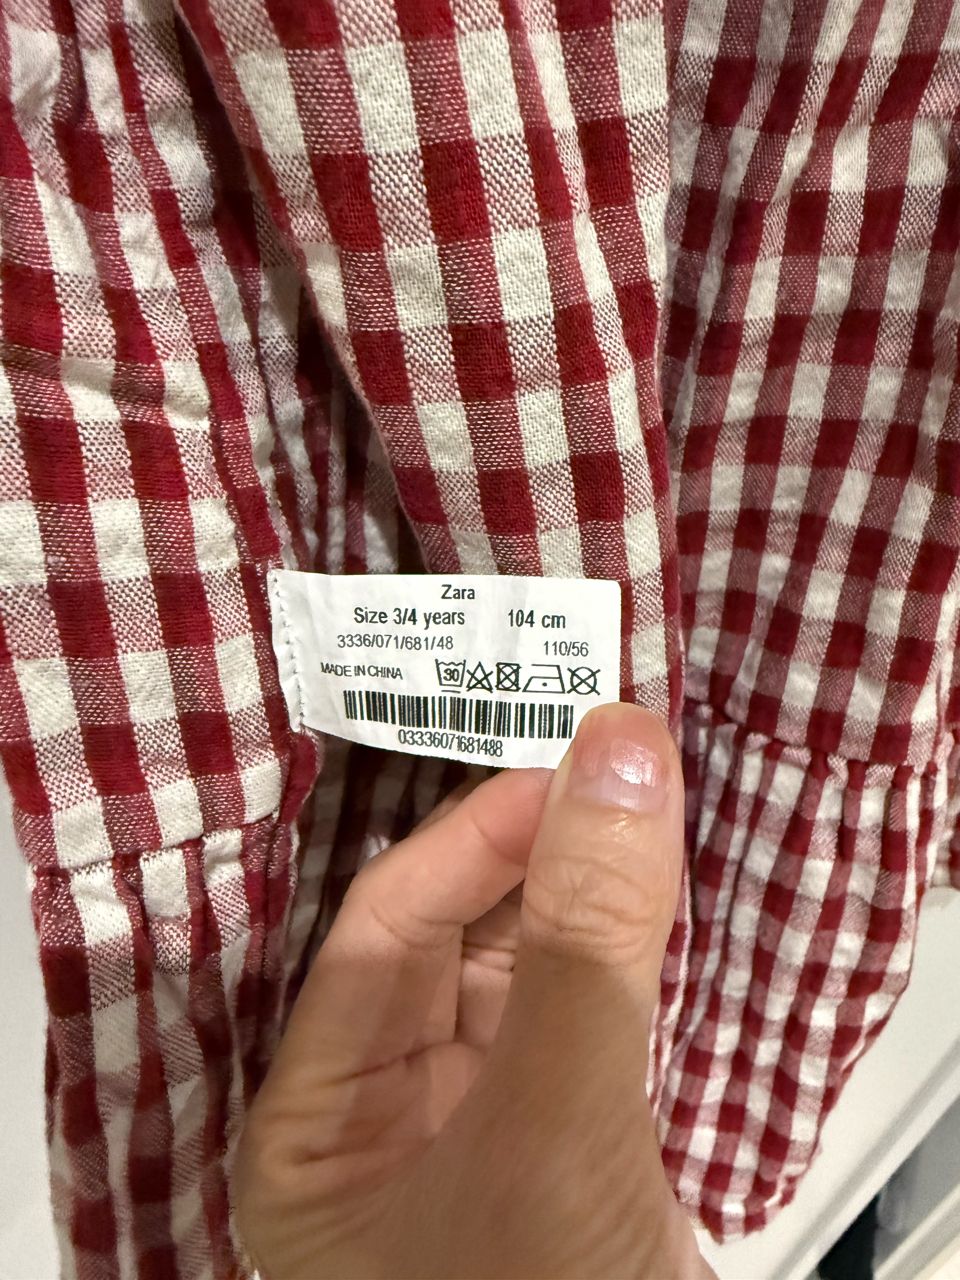 Zara
Size 3/4 years 104 cm
3336/071/681/48 110/56
MADE IN CHINA 30
03336071681488